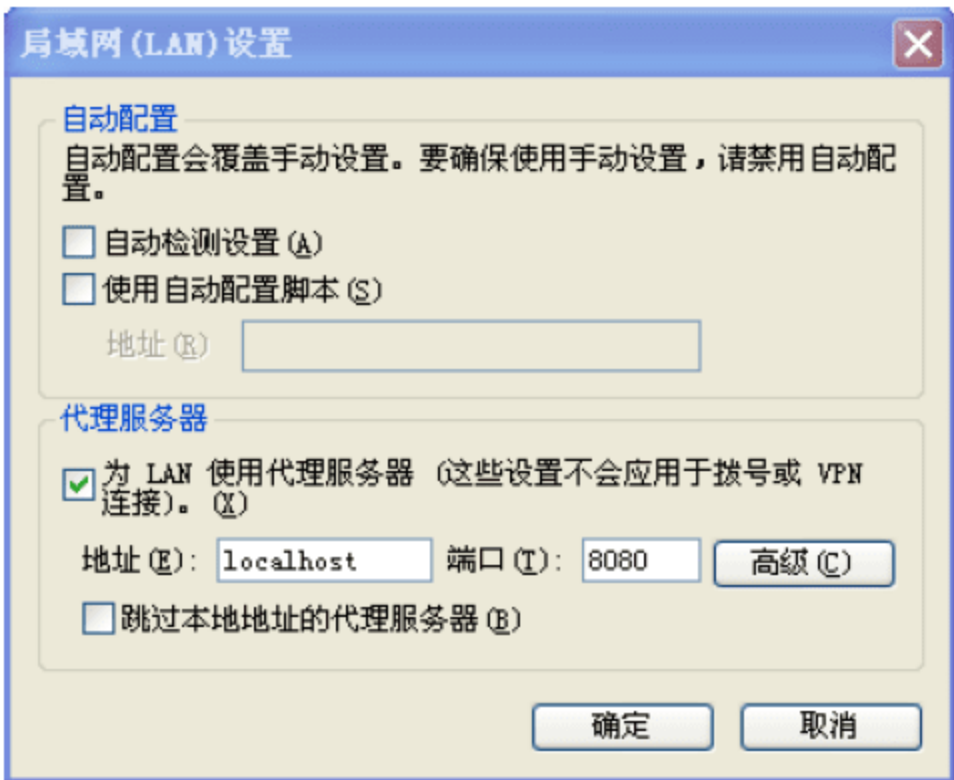 局域网(LAN)设置
自动配置
自动配置会覆盖手动设置。要确保使用手动设置，请禁用自动配
置。
自动检测设置(A)
使用自动配置脚本(S)
地址(R)
代理服务器
为 LAN 使用代理服务器 (这些设置不会应用于拨号或 VPN
连接)。(X)
地址(E): localhost 端口(T): 8080 高级(C)
跳过本地地址的代理服务器(B)
确定 取消